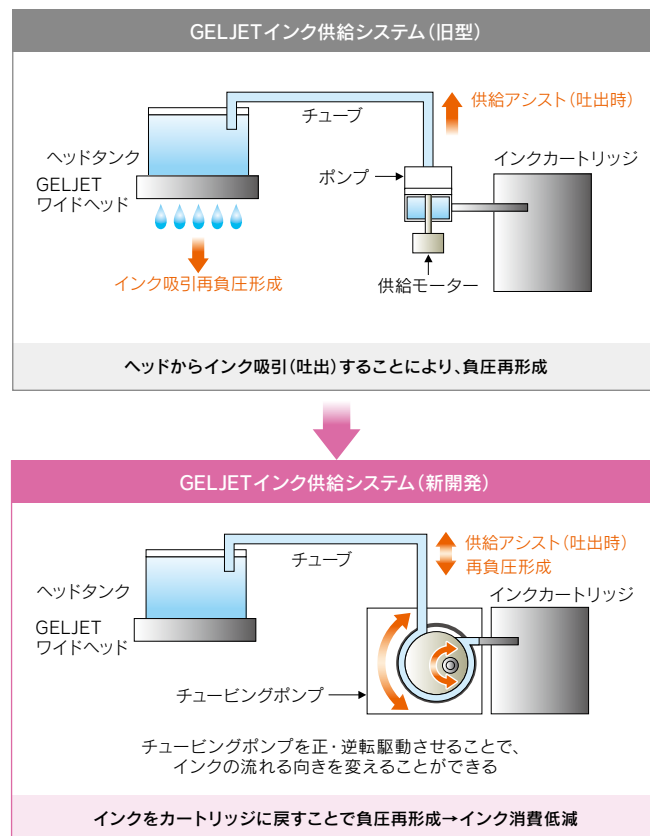 GELJETインク供給システム（旧型）
供給アシスト（吐出時）
チューブ
ヘッドタンク
インクカートリッジ
ポンプ
GELJET
ワイドヘッド
インク吸引再負圧形成
供給モーター
ヘッドからインク吸引（吐出）することにより、負圧再形成
GELJETインク供給システム（新開発）
供給アシスト（吐出時）
再負圧形成
チューブ
ヘッドタンク
インクカートリッジ
GELJET
ワイドヘッド
チュービングポンプ
チュービングポンプを正・逆転駆動させることで、
インクの流れる向きを変えることができる
インクをカートリッジに戻すことで負圧再形成→インク消費低減